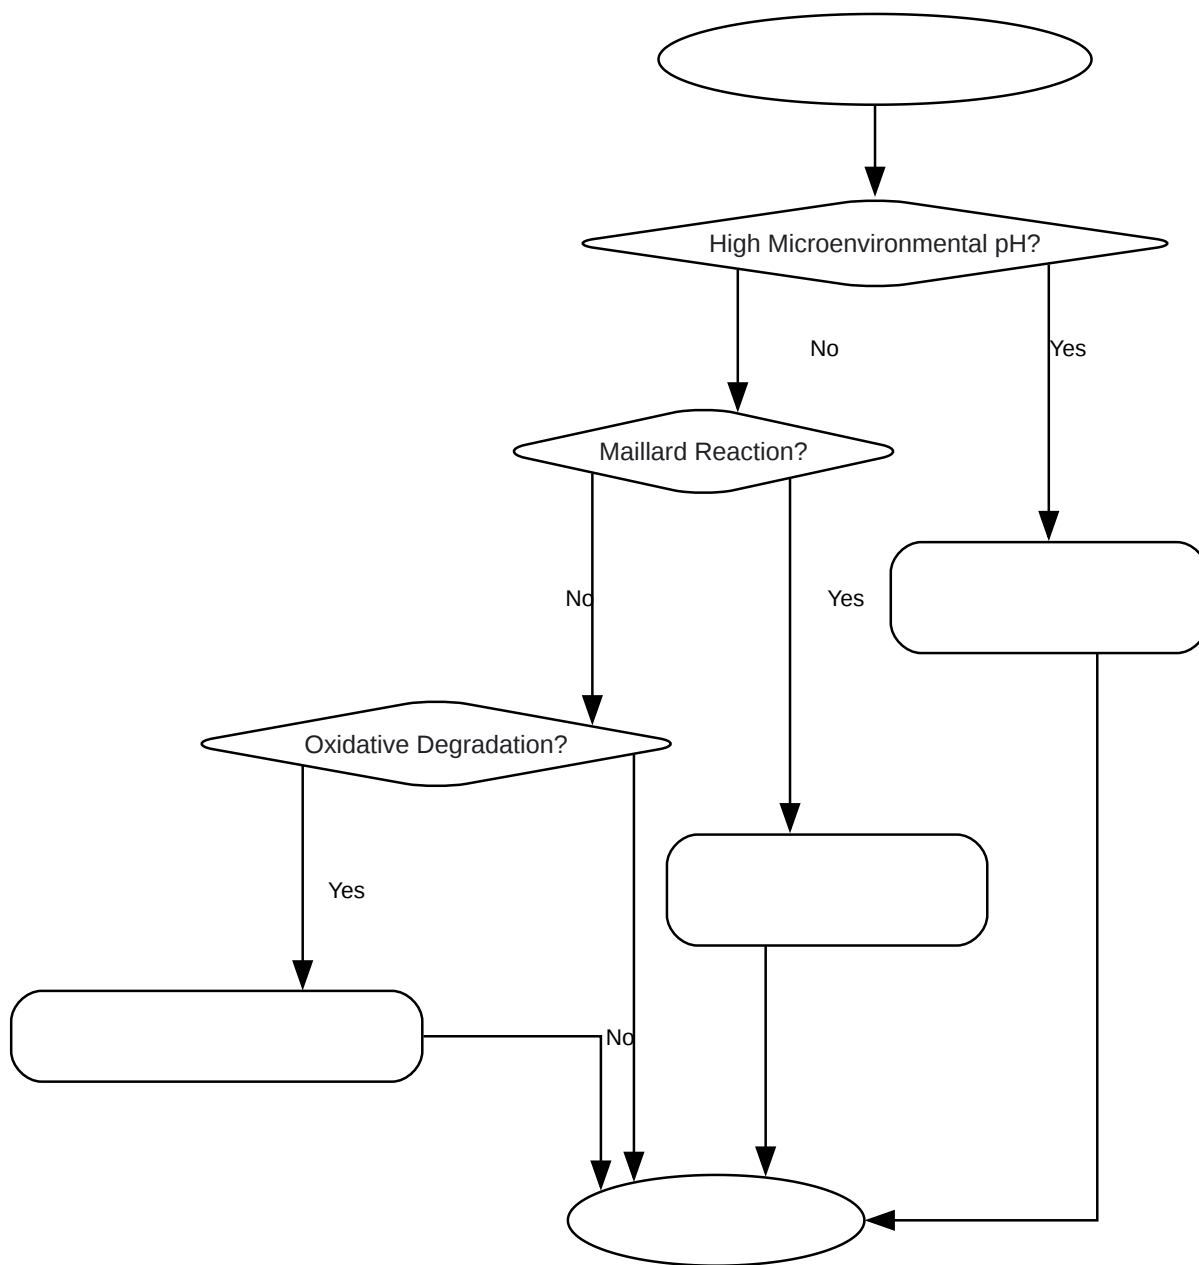 High Microenvironmental pH?
No
Yes
Maillard Reaction?
No
Yes
Oxidative Degradation?
Yes
No